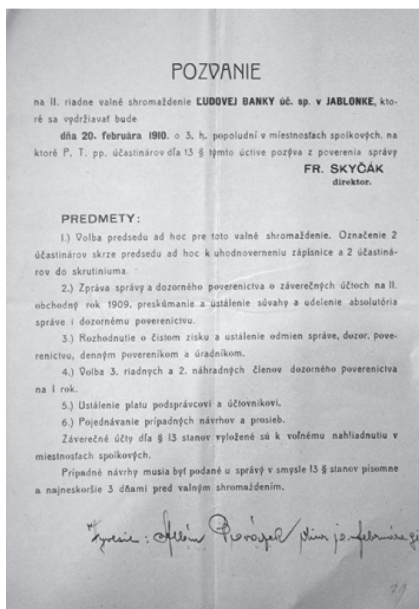 POZVANIE
na II. riadne valné shromaždenie ĽUDOVEJ BANKY úč. sp. v JABLONKE, kto-
ré sa vydržiavať bude
dňa 20. februára 1910. o 3. h. popoludní v miestnosťach spolkových, na
ktoré P. T. pp. účastinárov dľa 13 § týmto úctive pozýva z poverenia správy
FR. SKYČÁK
direktor.
PREDMETY:
1.) Volba predsedu ad hoc pre toto valné shromaždenie. Označenie 2
účastinárov skrze predsedu ad hoc k uhodnoverneniu zápisnice a 2 účastiná-
rov do skrutiniuma.
2.) Zpráva správy a dozorného poverenictva o záverečných účtoch na II.
obchodný rok 1909, preskúmanie a ustálenie súvahy a udelenie absolutória
správe i dozornému poverenictvu.
3.) Rozhodnutie o čistom zisku a ustálenie odmien správe, dozor. pove-
renictvu, denným povereníkom a úradníkom.
4.) Volba 3. riadnych a 2. náhradných členov dozorného poverenictva
na I rok.
5.) Ustálenie platu podsprávcovi a účtovníkovi.
6.) Pojednávanie prípadných návrhov a prosieb.
Záverečné účty dľa § 13 stanov vyložené sú k voľnému nahliadnutiu v
miestnosťach spolkových.
Prípadné návrhy musia byť podané u správy v smysle 13 § stanov písomne
a najneskoršie 3 dňami pred valným shromaždením.